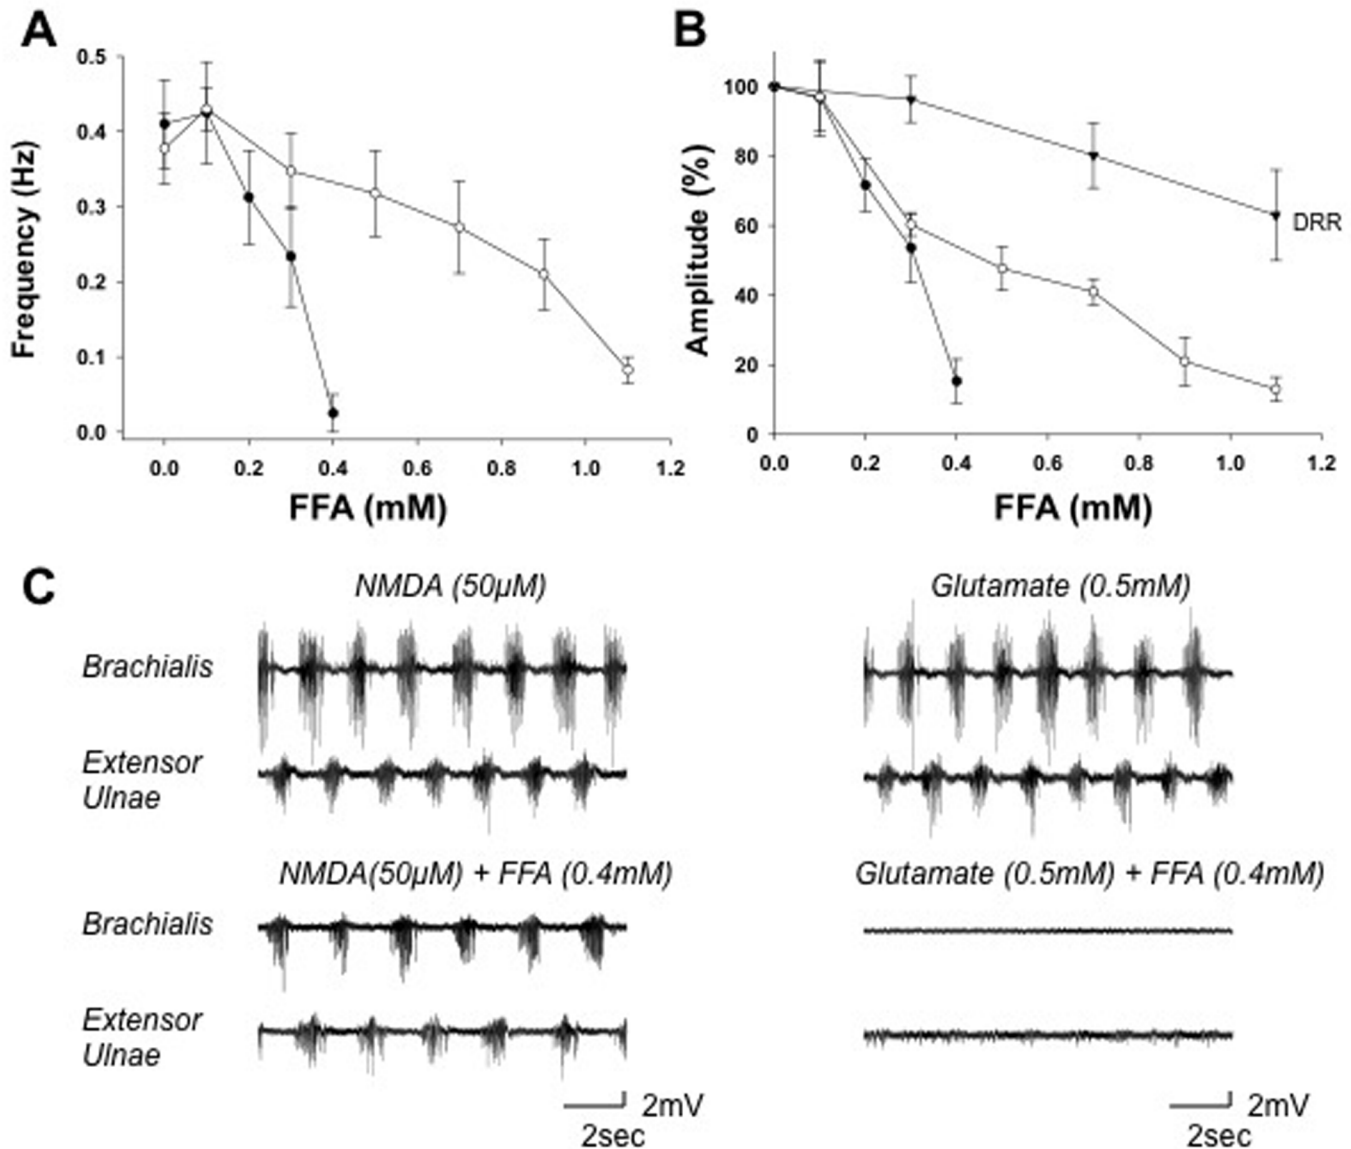 A
B
0.5
0.4
0.3
0.2
0.1
0.0
Frequency (Hz)
0.0 0.2 0.4 0.6 0.8 1.0 1.2
FFA (mM)
100
80
60
40
20
0
Amplitude (%)
DRR
0.0 0.2 0.4 0.6 0.8 1.0 1.2
FFA (mM)
C
NMDA (50µM)
Glutamate (0.5mM)
Brachialis
Extensor
Ulnae
NMDA(50µM) + FFA (0.4mM)
Glutamate (0.5mM) + FFA (0.4mM)
Brachialis
Extensor
Ulnae
2mV
2sec
2mV
2sec